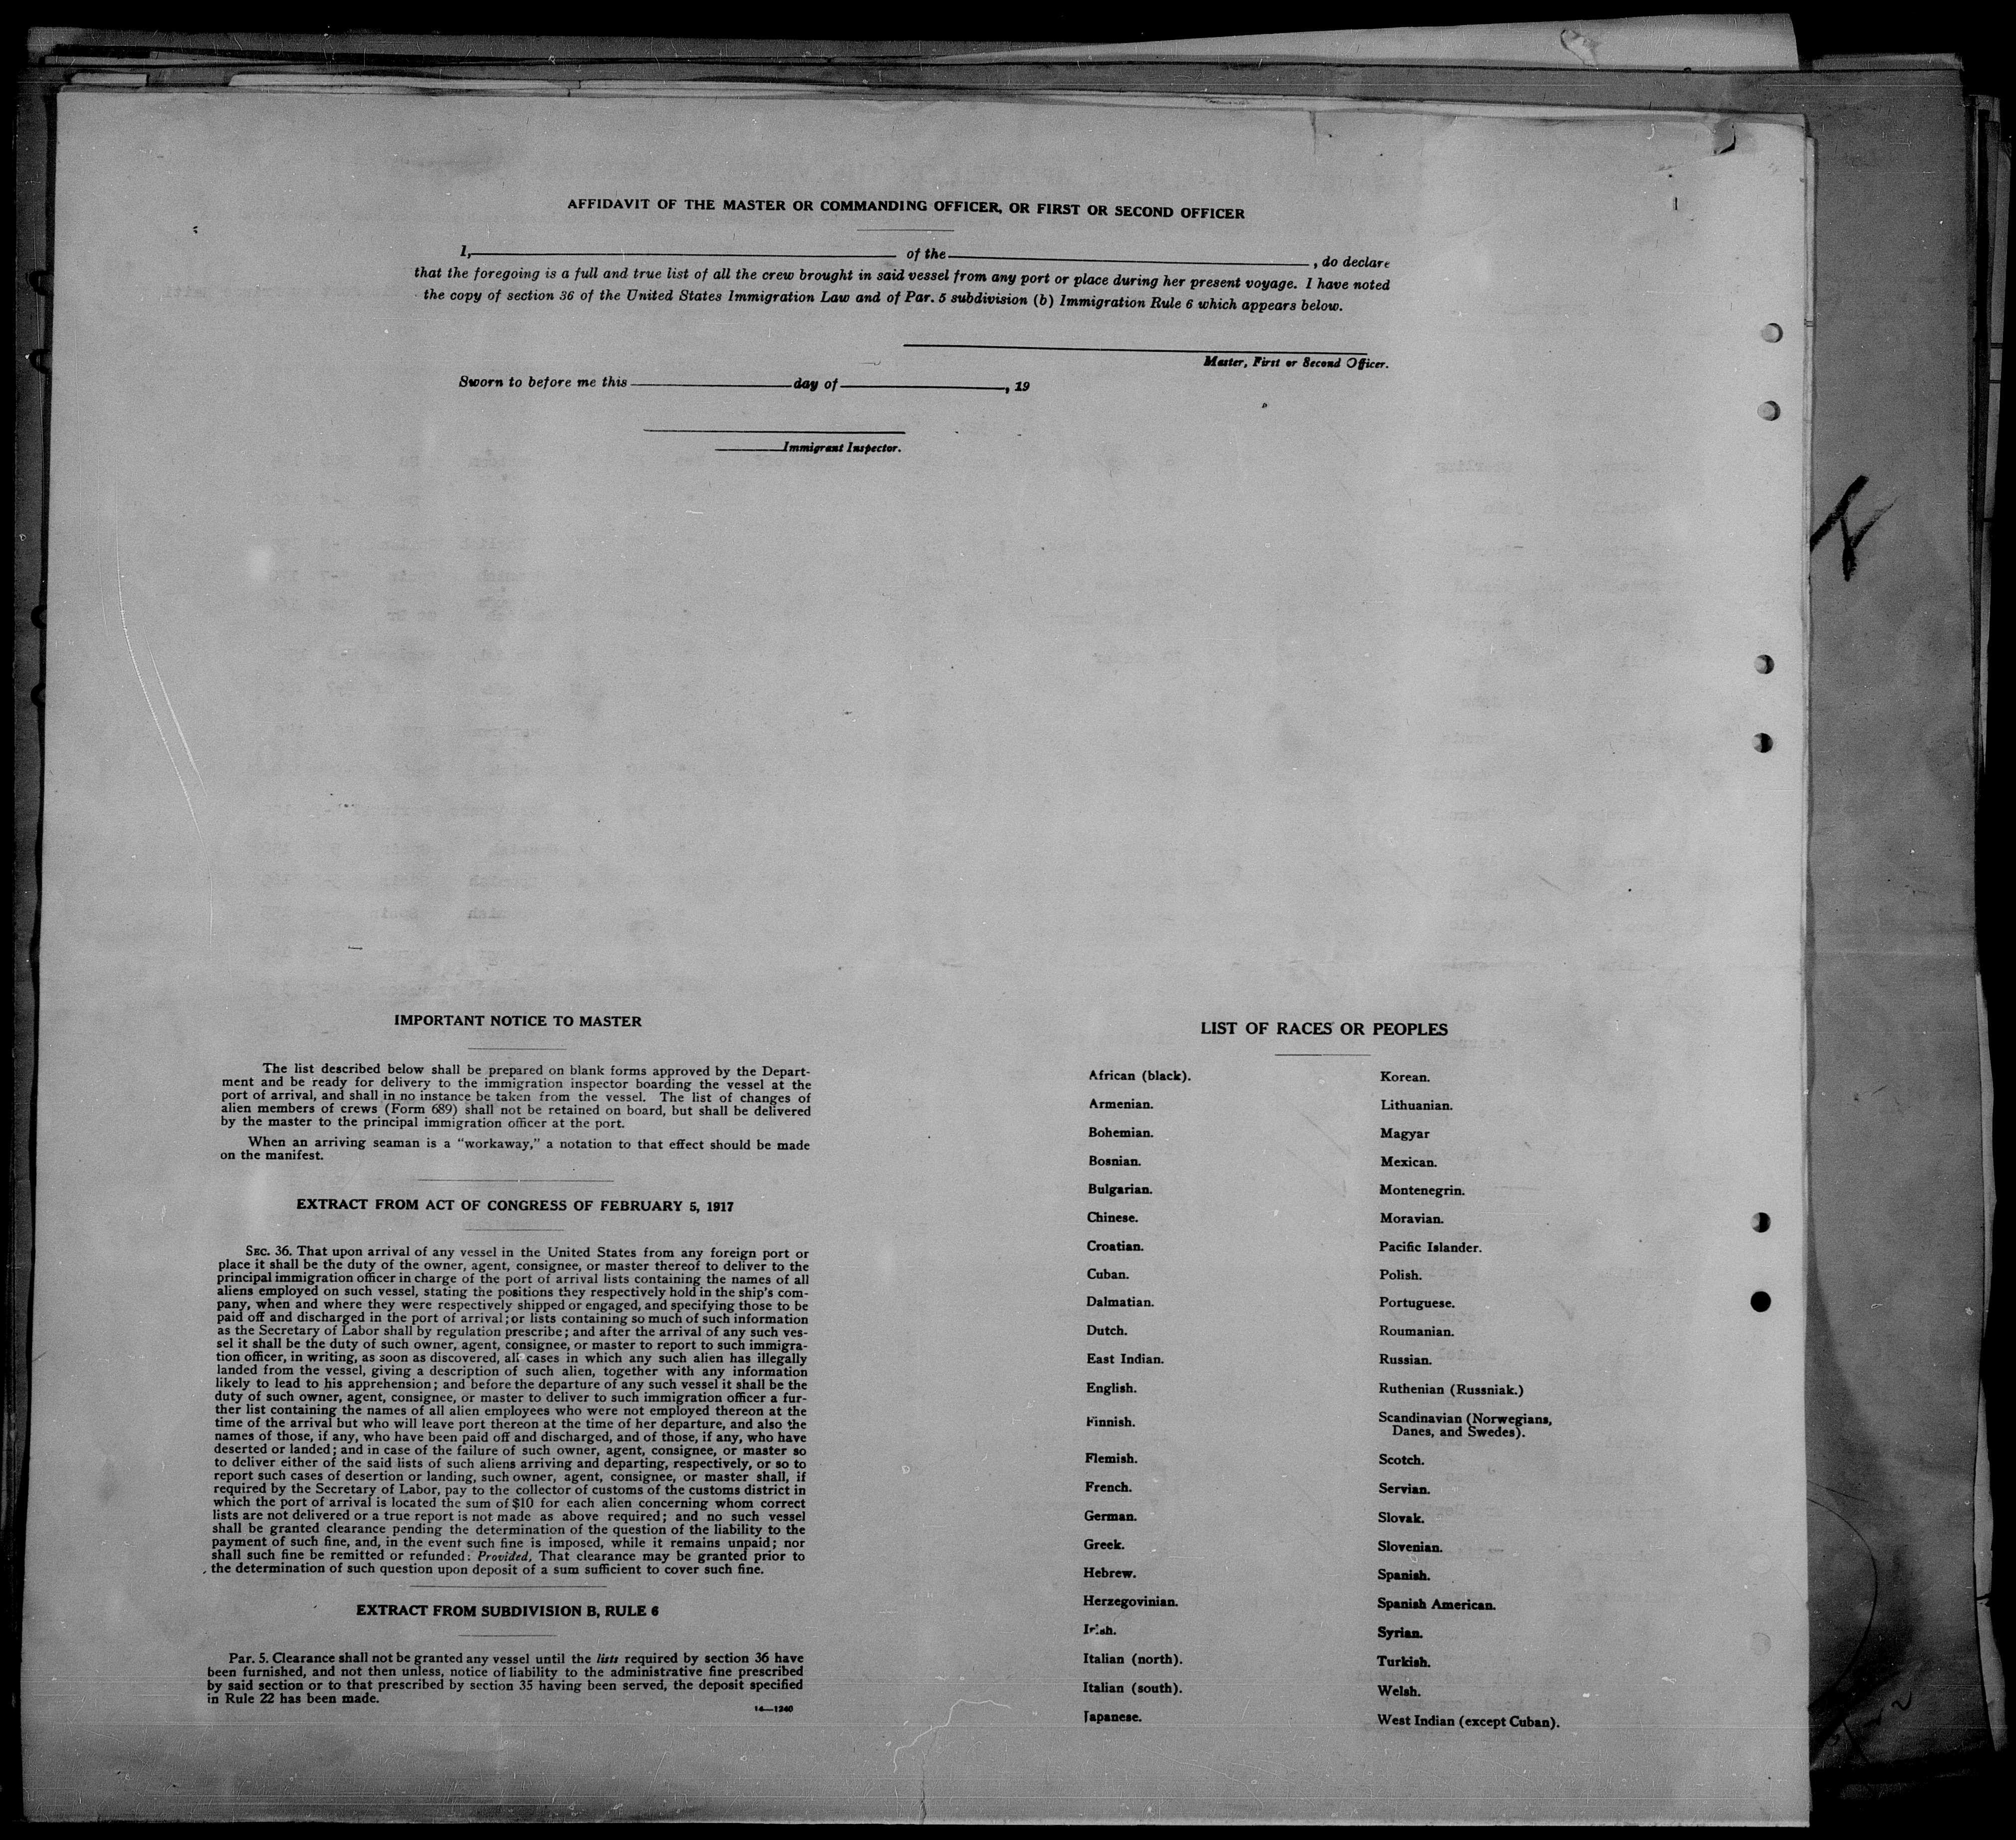 AFFIDAVIT OF THE MASTER OR COMMANDING OFFICER, OR FIRST OR SECOND OFFICER
I, of the , do declare
that the foregoing is a full and true list of all the crew brought in said vessel from any port or place during her present voyage. I have noted
the copy of section 36 of the United States Immigration Law and of Par. 5 subdivision (b) Immigration Rule 6 which appears below.
Master, First or Second Officer.
Sworn to before me this day of , 19
Immigrant Inspector.
IMPORTANT NOTICE TO MASTER
The list described below shall be prepared on blank forms approved by the Depart-
ment and be ready for delivery to the immigration inspector boarding the vessel at the
port of arrival, and shall in no instance be taken from the vessel. The list of changes of
alien members of crews (Form 689) shall not be retained on board, but shall be delivered
by the master to the principal immigration officer at the port.
When an arriving seaman is a “workaway,” a notation to that effect should be made
on the manifest.
EXTRACT FROM ACT OF CONGRESS OF FEBRUARY 5, 1917
SEC. 36. That upon arrival of any vessel in the United States from any foreign port or
place it shall be the duty of the owner, agent, consignee, or master thereof to deliver to the
principal immigration officer in charge of the port of arrival lists containing the names of all
aliens employed on such vessel, stating the positions they respectively hold in the ship's com-
pany, when and where they were respectively shipped or engaged, and specifying those to be
paid off and discharged in the port of arrival; or lists containing so much of such information
as the Secretary of Labor shall by regulation prescribe; and after the arrival of any such ves-
sel it shall be the duty of such owner, agent, consignee, or master to report to such immigra-
tion officer, in writing, as soon as discovered, all cases in which any such alien has illegally
landed from the vessel, giving a description of such alien, together with any information
likely to lead to his apprehension; and before the departure of any such vessel it shall be the
duty of such owner, agent, consignee, or master to deliver to such immigration officer a fur-
ther list containing the names of all alien employees who were not employed thereon at the
time of the arrival but who will leave port thereon at the time of her departure, and also the
names of those, if any, who have been paid off and discharged, and of those, if any, who have
deserted or landed; and in case of the failure of such owner, agent, consignee, or master so
to deliver either of the said lists of such aliens arriving and departing, respectively, or so to
report such cases of desertion or landing, such owner, agent, consignee, or master shall, if
required by the Secretary of Labor, pay to the collector of customs of the customs district in
which the port of arrival is located the sum of $10 for each alien concerning whom correct
lists are not delivered or a true report is not made as above required; and no such vessel
shall be granted clearance pending the determination of the question of the liability to the
payment of such fine, and, in the event such fine is imposed, while it remains unpaid; nor
shall such fine be remitted or refunded: Provided, That clearance may be granted prior to
the determination of such question upon deposit of a sum sufficient to cover such fine.
EXTRACT FROM SUBDIVISION B, RULE 6
Par. 5. Clearance shall not be granted any vessel until the lists required by section 36 have
been furnished, and not then unless, notice of liability to the administrative fine prescribed
by said section or to that prescribed by section 35 having been served, the deposit specified
in Rule 22 has been made.
14—1240
LIST OF RACES OR PEOPLES
African (black).
Armenian.
Bohemian.
Bosnian.
Bulgarian.
Chinese.
Croatian.
Cuban.
Dalmatian.
Dutch.
East Indian.
English.
Finnish.
Flemish.
French.
German.
Greek.
Hebrew.
Herzegovinian.
Irish.
Italian (north).
Italian (south).
Japanese.
Korean.
Lithuanian.
Magyar
Mexican.
Montenegrin.
Moravian.
Pacific Islander.
Polish.
Portuguese.
Roumanian.
Russian.
Ruthenian (Russniak.)
Scandinavian (Norwegians,
Danes, and Swedes).
Scotch.
Servian.
Slovak.
Slovenian.
Spanish.
Spanish American.
Syrian.
Turkish.
Welsh.
West Indian (except Cuban).